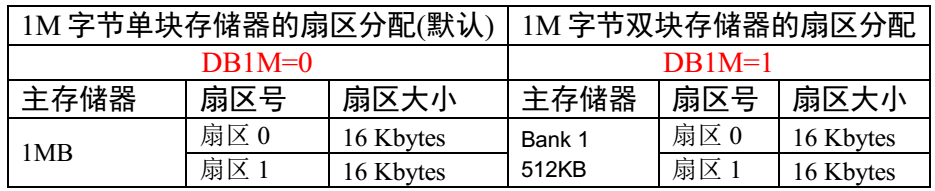 1M 字节单块存储器的扇区分配(默认) 1M 字节双块存储器的扇区分配
DB1M=0 DB1M=1
主存储器 扇区号 扇区大小 主存储器 扇区号 扇区大小
1MB 扇区 0 16 Kbytes Bank 1 扇区 0 16 Kbytes
扇区 1 16 Kbytes 512KB 扇区 1 16 Kbytes